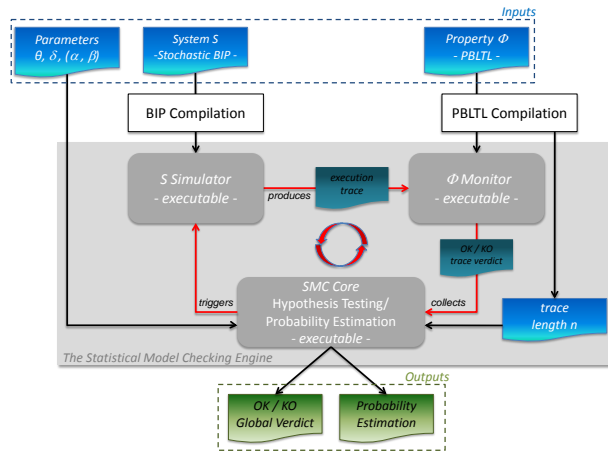 Inputs
Parameters
θ, δ, (α, β)
System S
-Stochastic BIP -
Property Φ
- PBLTL -
BIP Compilation
PBLTL Compilation
S Simulator
- executable -
produces
execution
trace
Φ Monitor
- executable -
OK / KO
trace verdict
triggers
SMC Core
Hypothesis Testing/
Probability Estimation
- executable -
collects
trace
length n
The Statistical Model Checking Engine
Outputs
OK / KO
Global Verdict
Probability
Estimation